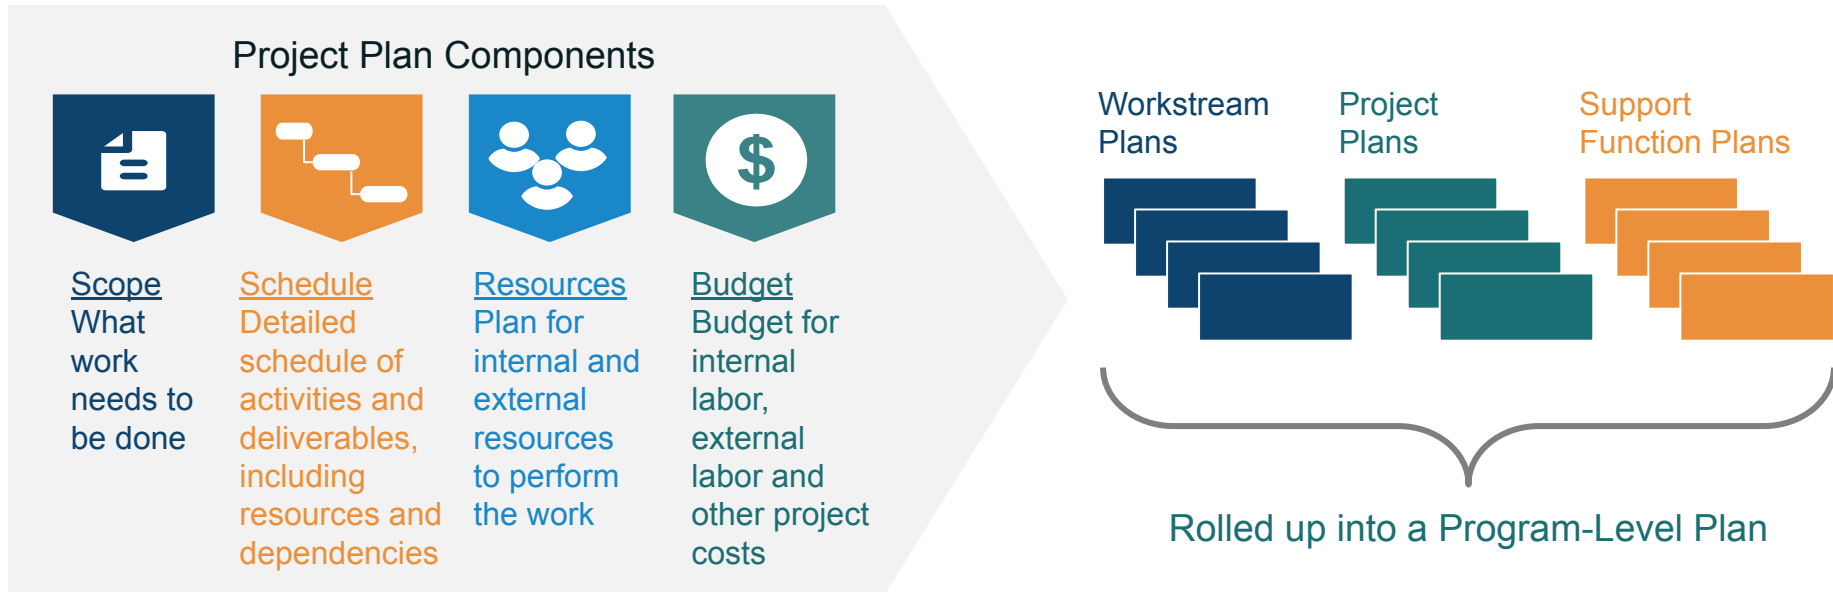 Project Plan Components
$
Scope
What
work
needs to
be done
Schedule
Detailed
schedule of
activities and
deliverables,
including
resources and
dependencies
Resources
Plan for
internal and
external
resources
to perform
the work
Budget
Budget for
internal
labor,
external
labor and
other project
costs
Workstream
Plans
Project
Plans
Support
Function Plans
Rolled up into a Program-Level Plan